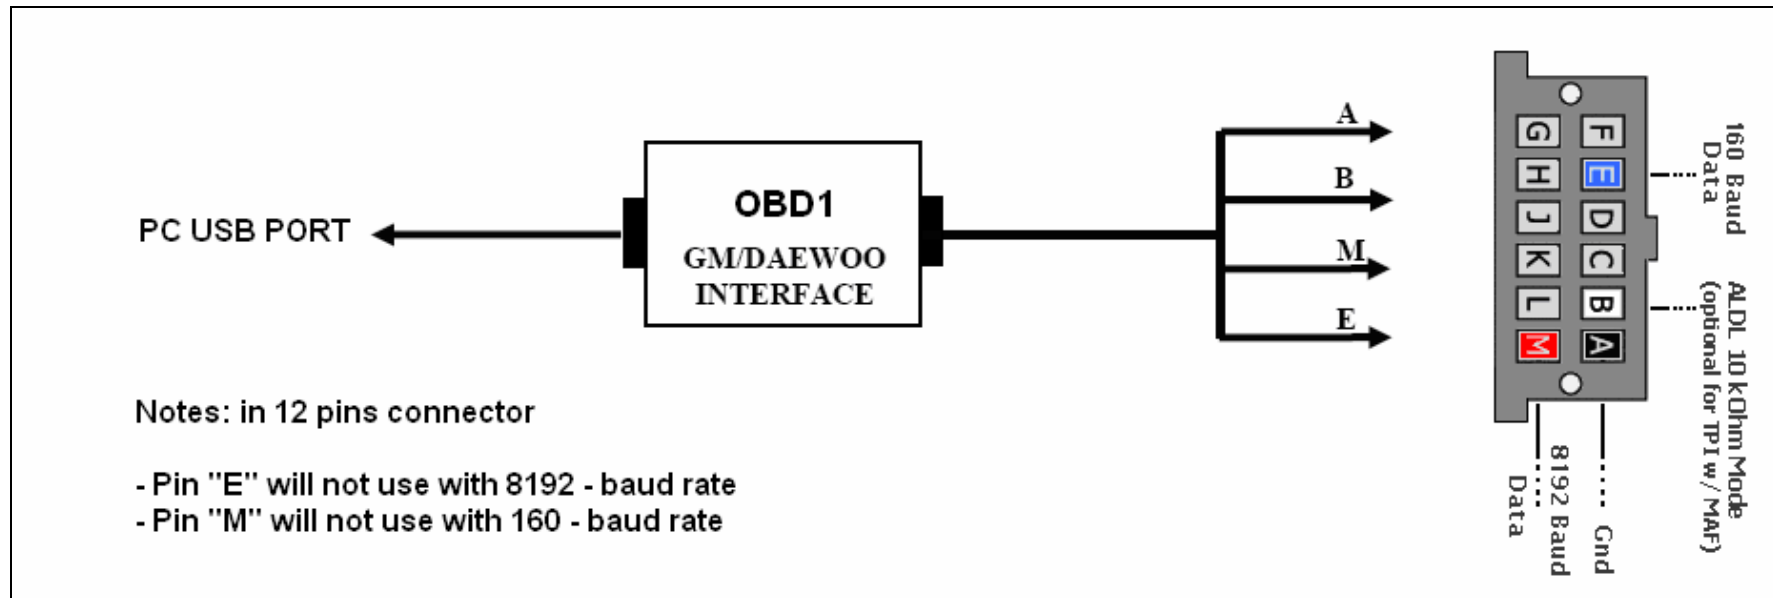 PC USB PORT
OBD1
GM/DAEWOO
INTERFACE
A
B
M
E
Notes: in 12 pins connector
- Pin "E" will not use with 8192 - baud rate
- Pin "M" will not use with 160 - baud rate
G F
H E
J D
K C
L B
M A
160 Baud
Data
ALDL 10 kOhm Mode
(optional for TPI w/ MAF)
8192 Baud
Data
Gnd